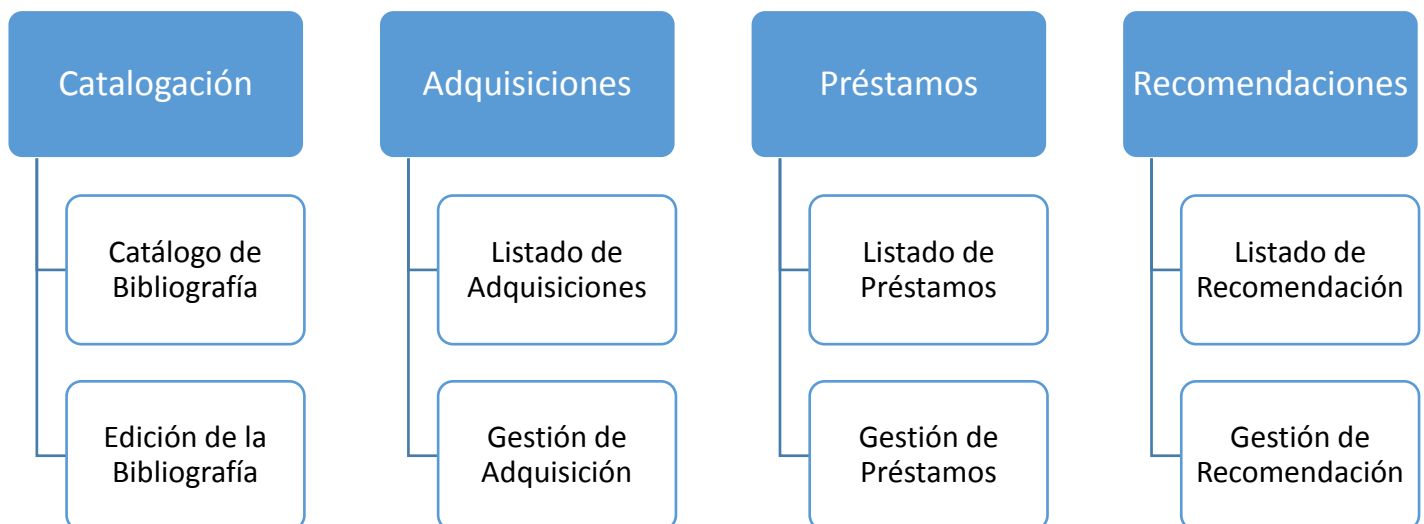 Catalogación
Catálogo de
Bibliografía
Edición de la
Bibliografía
Adquisiciones
Listado de
Adquisiciones
Gestión de
Adquisición
Préstamos
Listado de
Préstamos
Gestión de
Préstamos
Recomendaciones
Listado de
Recomendación
Gestión de
Recomendación